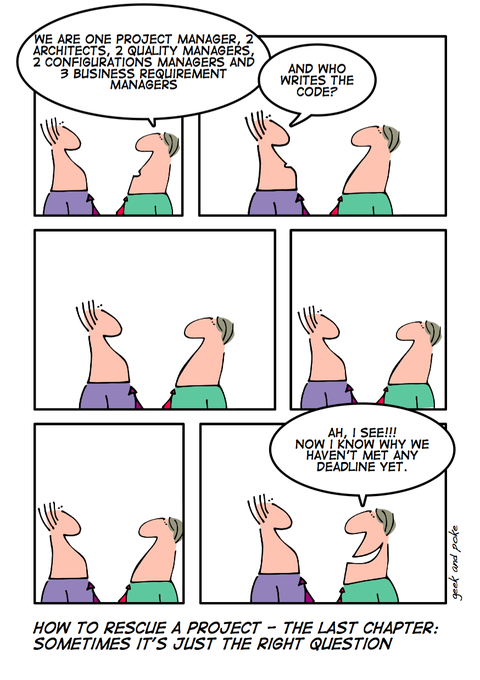 WE ARE ONE PROJECT MANAGER, 2
ARCHITECTS, 2 QUALITY MANAGERS,
2 CONFIGURATIONS MANAGERS AND
3 BUSINESS REQUIREMENT
MANAGERS
AND WHO
WRITES THE
CODE?
AH, I SEE!!!
NOW I KNOW WHY WE
HAVEN'T MET ANY
DEADLINE YET.
geek and poke
HOW TO RESCUE A PROJECT - THE LAST CHAPTER:
SOMETIMES IT'S JUST THE RIGHT QUESTION